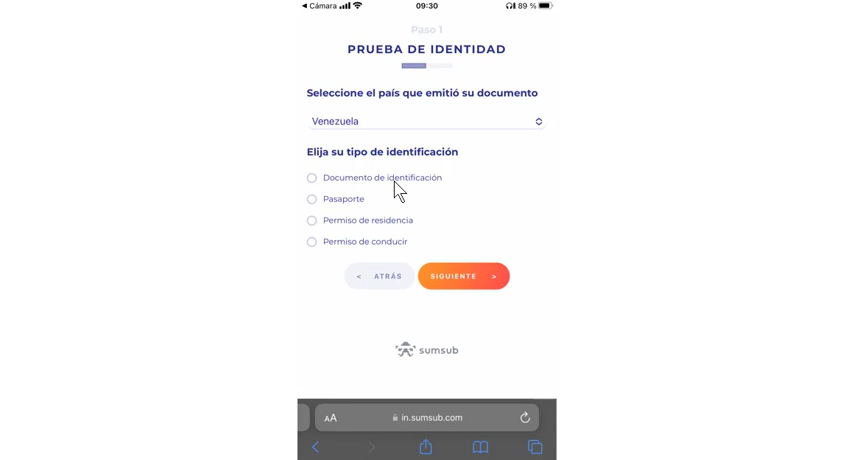 ◀ Cámara 09:30 89 %
Paso 1
PRUEBA DE IDENTIDAD
Seleccione el país que emitió su documento
Venezuela
Elija su tipo de identificación
Documento de identificación
Pasaporte
Permiso de residencia
Permiso de conducir
< ATRÁS SIGUIENTE >
sumsub
AA in.sumsub.com